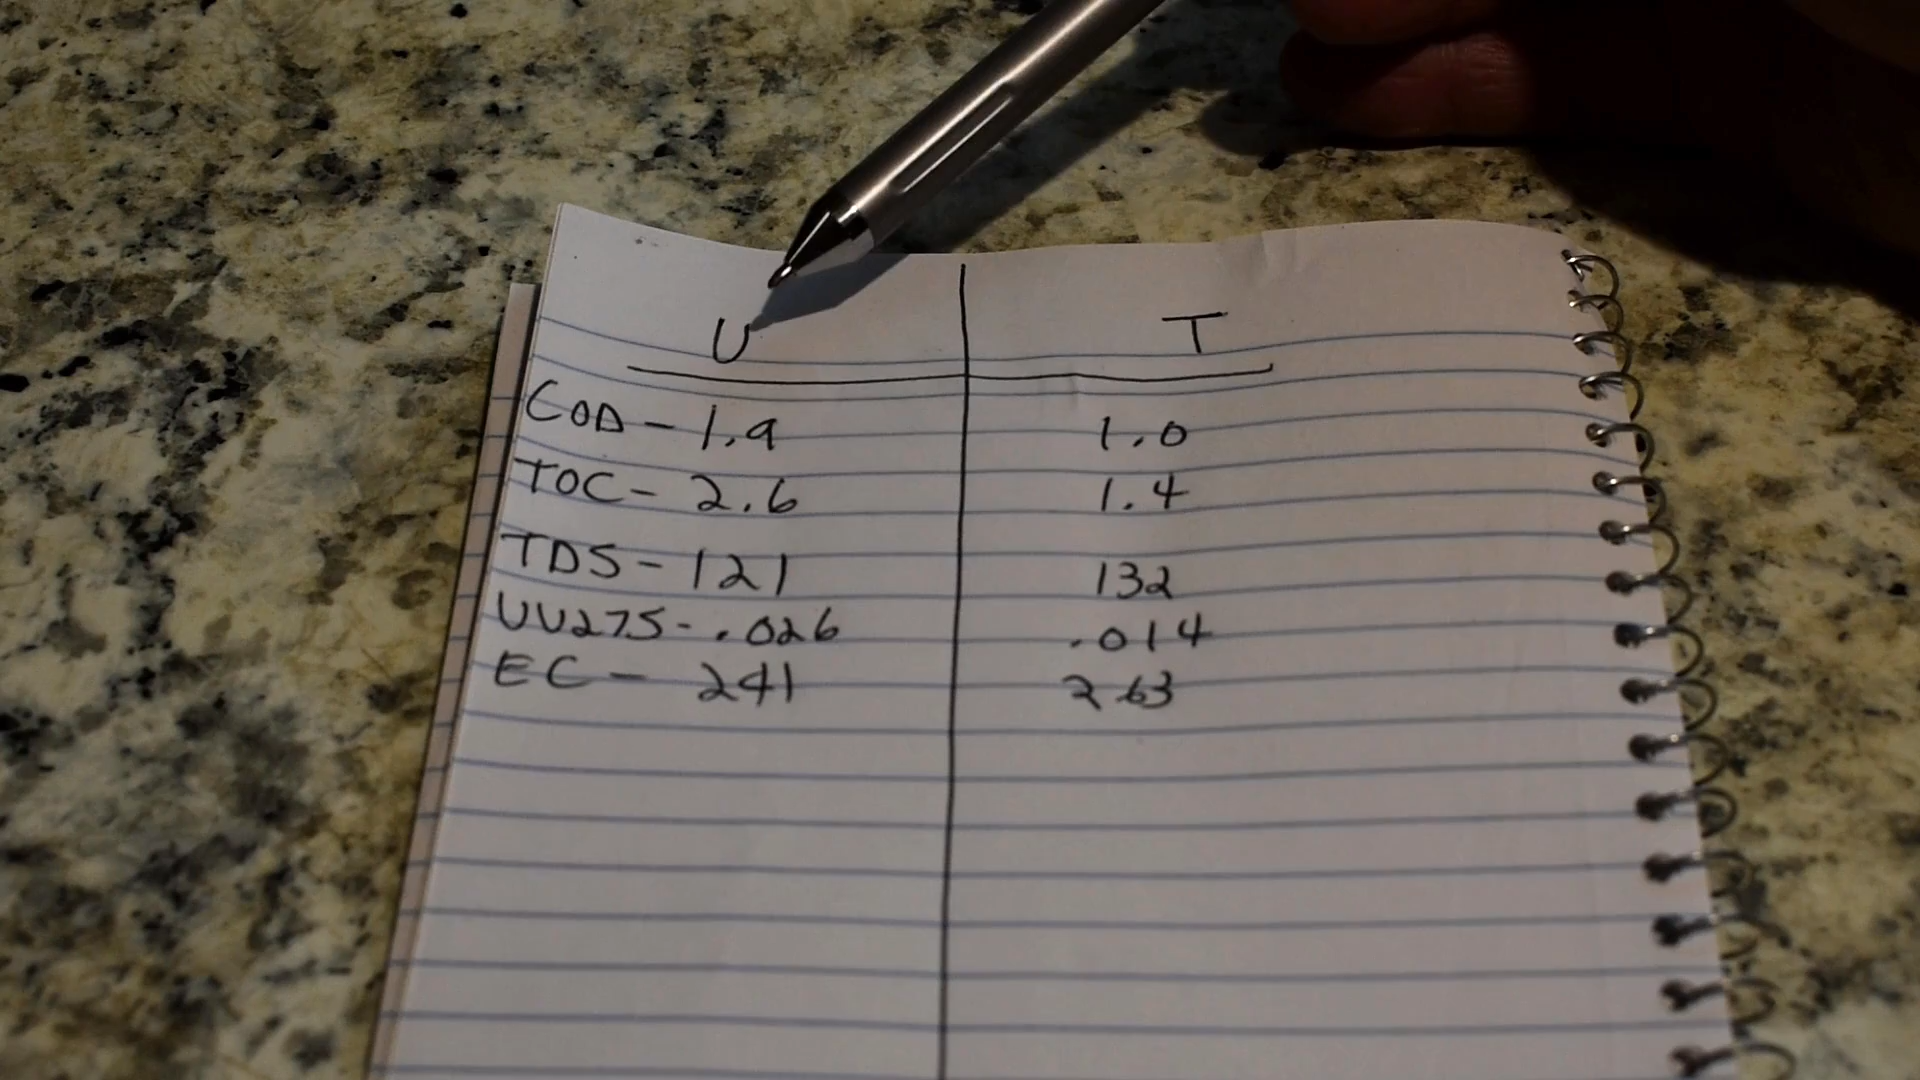 U T
COD - 1.9 1.0
TOC - 2.6 1.4
TDS - 121 132
UV275 - .026 .014
EC - 241 263